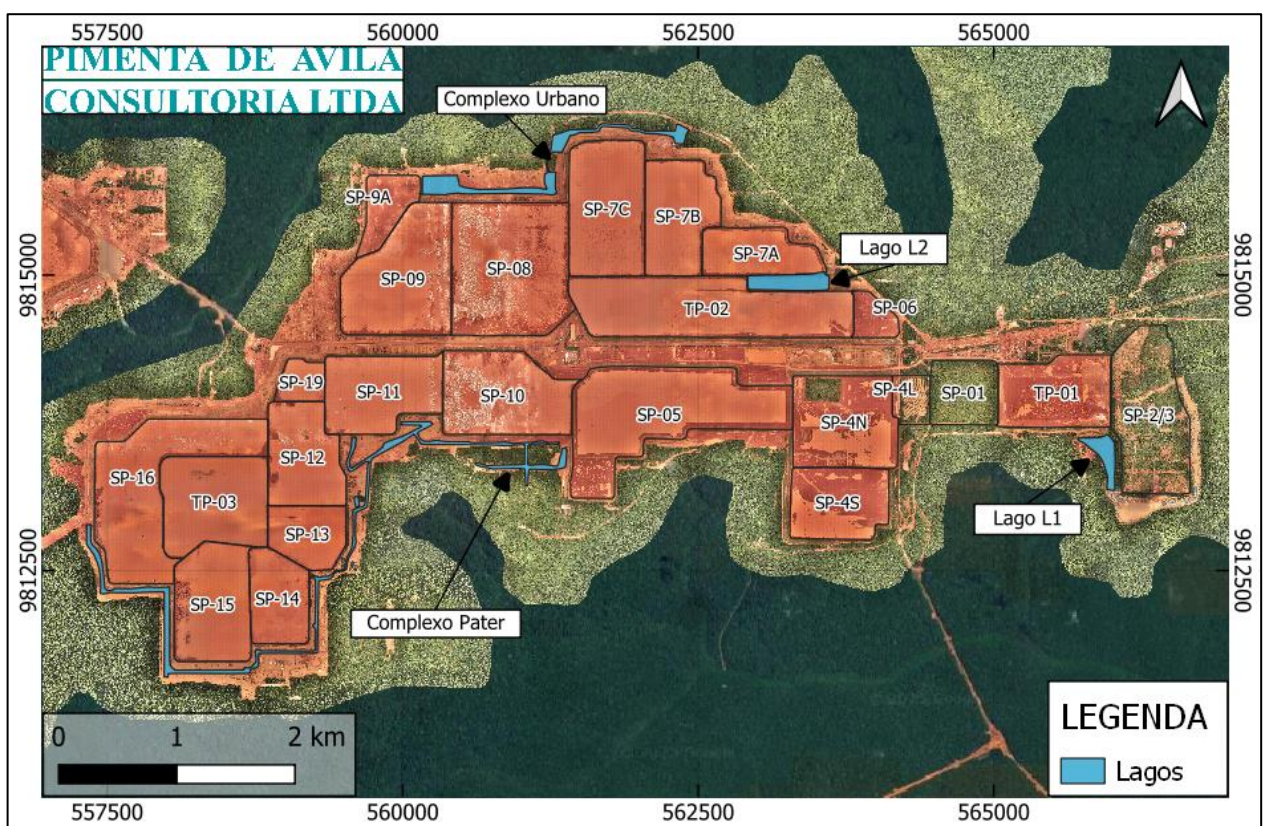 557500 560000 562500 565000
PIMENTA DE AVILA
CONSULTORIA LTDA
Complexo Urbano
SP-9A
SP-7C
SP-7B
SP-7A
Lago L2
SP-09
SP-08
9815000
9815000
TP-02
SP-06
SP-19
SP-11
SP-10
SP-05
SP-4L
SP-4N
SP-01
TP-01
SP-2/3
SP-12
SP-16
TP-03
SP-13
SP-4S
Lago L1
9812500
9812500
SP-15
SP-14
Complexo Pater
0 1 2 km
LEGENDA
Lagos
557500 560000 562500 565000